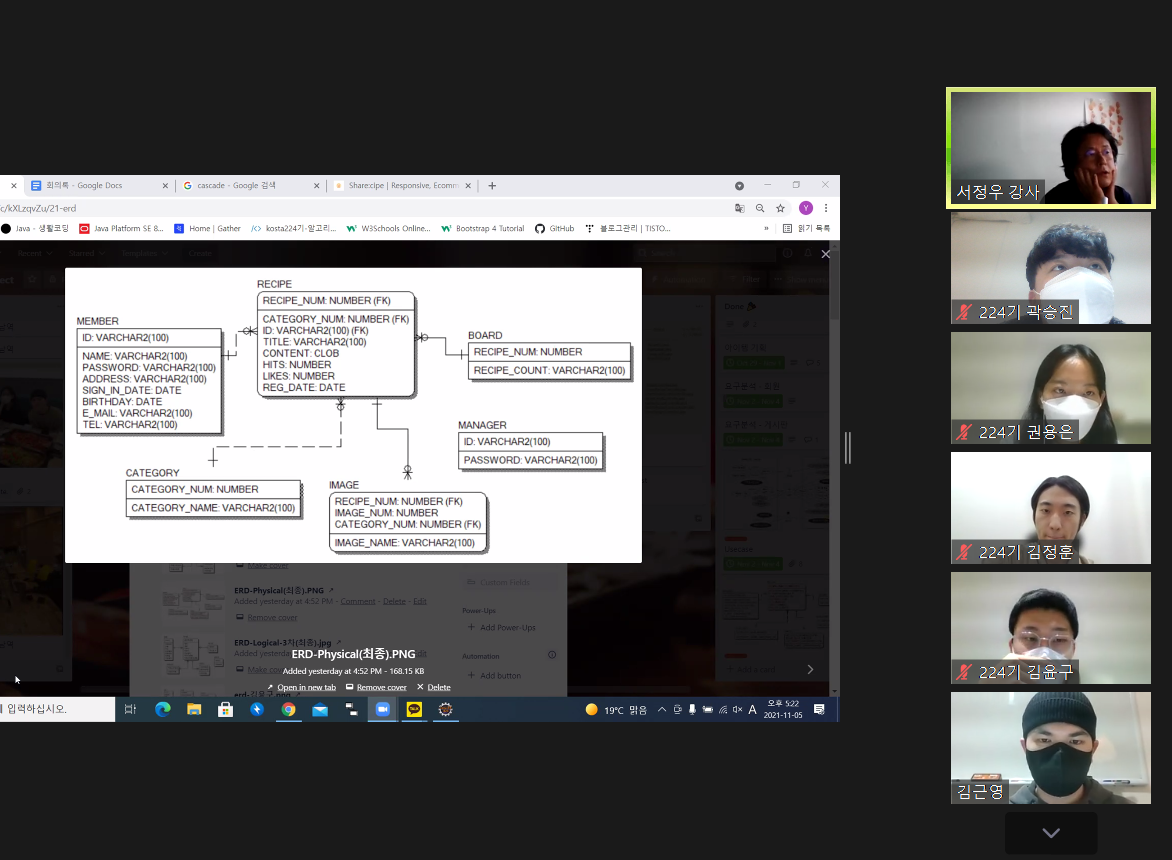 회의록 - Google Docs
cascade - Google 검색
Share:cipe | Responsive, Ecomm
c/kXLzqvZu/21-erd
Java - 생활코딩
Java Platform SE 8...
Home | Gather
kosta224기-알고리...
W3Schools Online...
Bootstrap 4 Tutorial
GitHub
블로그관리 | TISTO...
»
읽기 목록
RECIPE
RECIPE_NUM: NUMBER (FK)
CATEGORY_NUM: NUMBER (FK)
ID: VARCHAR2(100) (FK)
TITLE: VARCHAR2(100)
CONTENT: CLOB
HITS: NUMBER
LIKES: NUMBER
REG_DATE: DATE
MEMBER
ID: VARCHAR2(100)
NAME: VARCHAR2(100)
PASSWORD: VARCHAR2(100)
ADDRESS: VARCHAR2(100)
SIGN_IN_DATE: DATE
BIRTHDAY: DATE
E_MAIL: VARCHAR2(100)
TEL: VARCHAR2(100)
BOARD
RECIPE_NUM: NUMBER
RECIPE_COUNT: VARCHAR2(100)
MANAGER
ID: VARCHAR2(100)
PASSWORD: VARCHAR2(100)
CATEGORY
CATEGORY_NUM: NUMBER
CATEGORY_NAME: VARCHAR2(100)
IMAGE
RECIPE_NUM: NUMBER (FK)
IMAGE_NUM: NUMBER
CATEGORY_NUM: NUMBER (FK)
IMAGE_NAME: VARCHAR2(100)
Make cover
ERD-Physical(최종).PNG
Added yesterday at 4:52 PM - Comment - Delete - Edit
Remove cover
ERD-Logical-3차(최종).jpg
Custom Fields
Power-Ups
Add Power-Ups
Automation
Add button
Add a card
ERD-Physical(최종).PNG
Added yesterday at 4:52 PM - 168.15 KB
Open in new tab
Remove cover
Delete
입력하십시오.
19°C 맑음
A
오후 5:22
2021-11-05
서정우 강사
224기 곽승진
224기 권용은
224기 김정훈
224기 김윤구
김근영